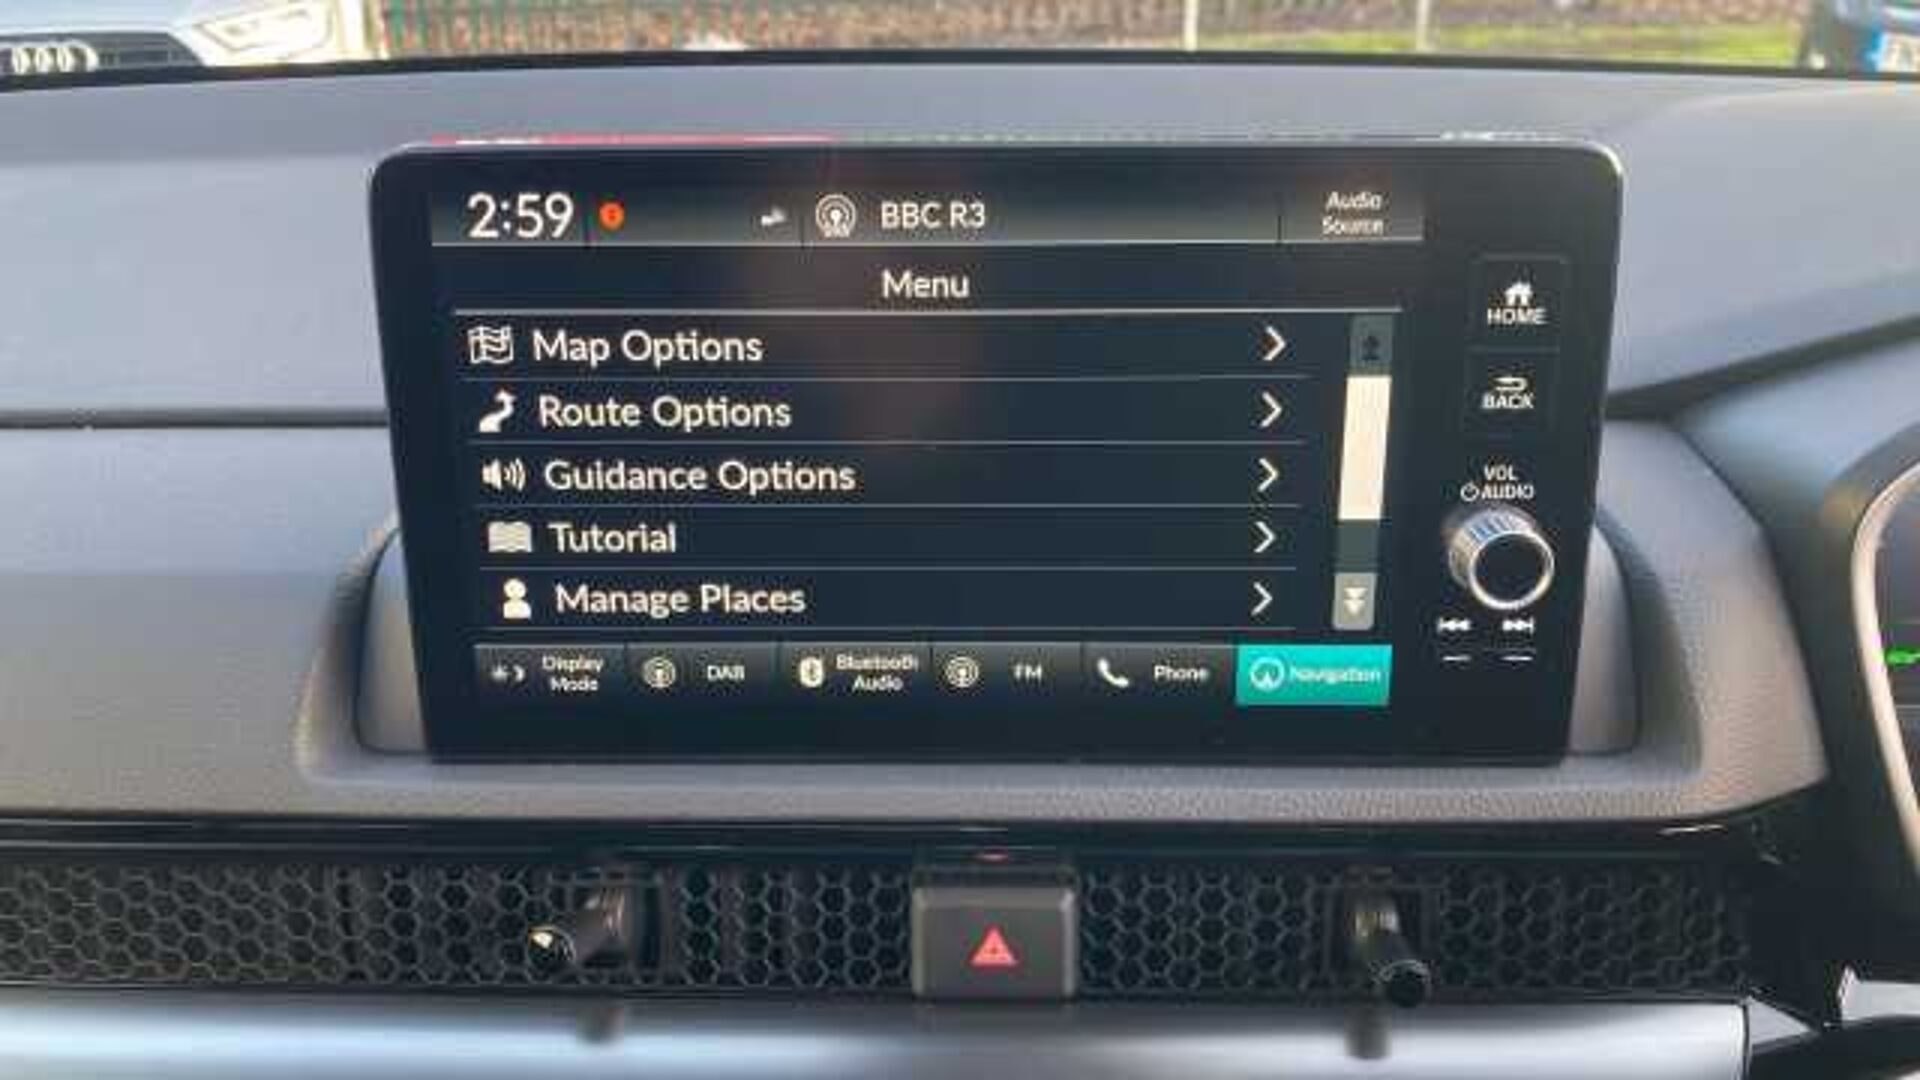 2:59
BBC R3
Audio
Source
Menu
Map Options
Route Options
Guidance Options
Tutorial
Manage Places
Display
Mode
DAB
Bluetooth
Audio
FM
Phone
Navigation
HOME
BACK
VOL
AUDIO